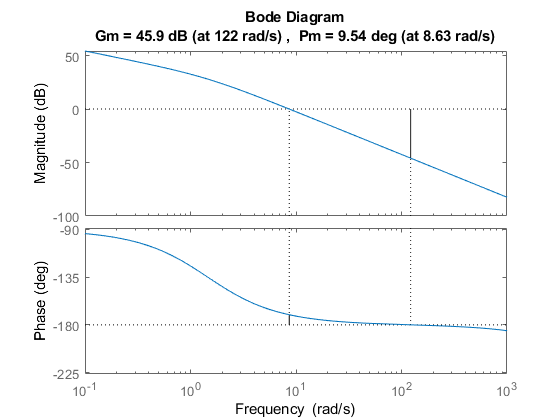 Bode Diagram
Gm = 45.9 dB (at 122 rad/s) ,  Pm = 9.54 deg (at 8.63 rad/s)
Magnitude (dB)
50
0
-50
-100
Phase (deg)
-90
-135
-180
-225
10^-1
10^0
10^1
10^2
10^3
Frequency  (rad/s)